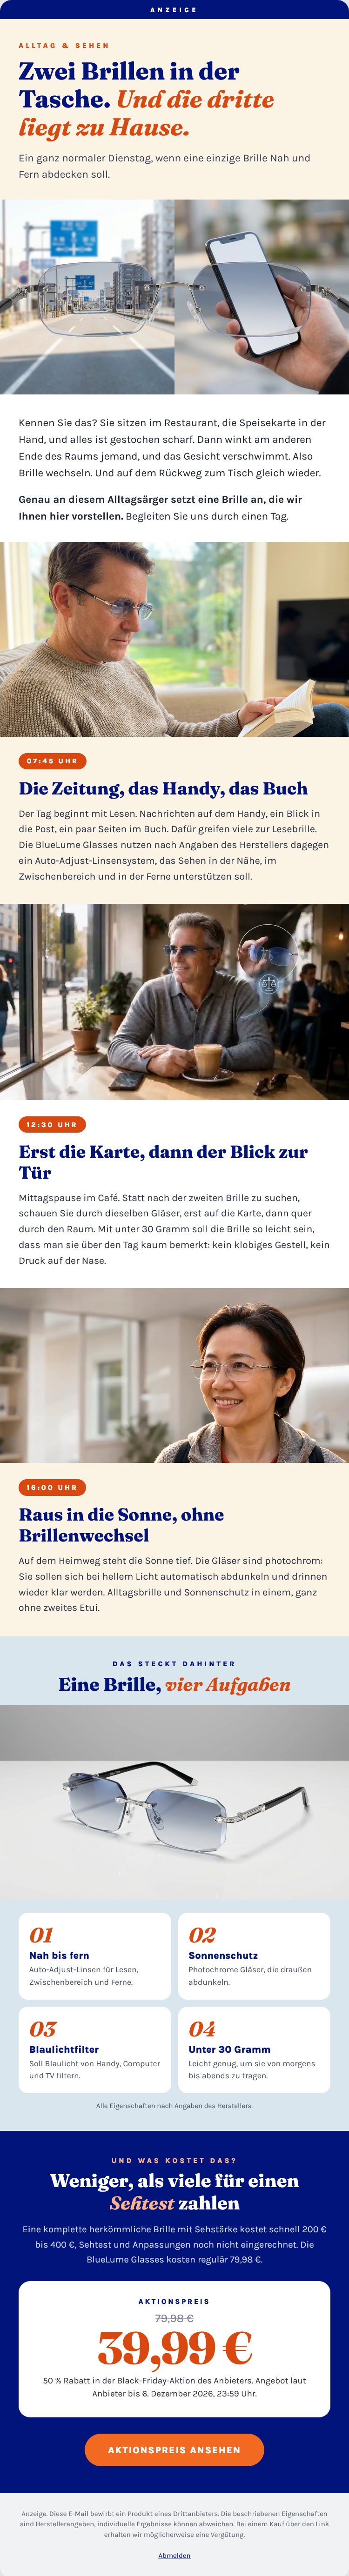 ANZEIGE
ALLTAG & SEHEN
Zwei Brillen in der
Tasche. Und die dritte
liegt zu Hause.
Ein ganz normaler Dienstag, wenn eine einzige Brille Nah und
Fern abdecken soll.
Kennen Sie das? Sie sitzen im Restaurant, die Speisekarte in der
Hand, und alles ist gestochen scharf. Dann winkt am anderen
Ende des Raums jemand, und das Gesicht verschwimmt. Also
Brille wechseln. Und auf dem Rückweg zum Tisch gleich wieder.
Genau an diesem Alltagsärger setzt eine Brille an, die wir
Ihnen hier vorstellen. Begleiten Sie uns durch einen Tag.
07:45 UHR
Die Zeitung, das Handy, das Buch
Der Tag beginnt mit Lesen. Nachrichten auf dem Handy, ein Blick in
die Post, ein paar Seiten im Buch. Dafür greifen viele zur Lesebrille.
Die BlueLume Glasses nutzen nach Angaben des Herstellers dagegen
ein Auto-Adjust-Linsensystem, das Sehen in der Nähe, im
Zwischenbereich und in der Ferne unterstützen soll.
12:30 UHR
Erst die Karte, dann der Blick zur
Tür
Mittagspause im Café. Statt nach der zweiten Brille zu suchen,
schauen Sie durch dieselben Gläser, erst auf die Karte, dann quer
durch den Raum. Mit unter 30 Gramm soll die Brille so leicht sein,
dass man sie über den Tag kaum bemerkt: kein klobiges Gestell, kein
Druck auf der Nase.
16:00 UHR
Raus in die Sonne, ohne
Brillenwechsel
Auf dem Heimweg steht die Sonne tief. Die Gläser sind photochrom:
Sie sollen sich bei hellem Licht automatisch abdunkeln und drinnen
wieder klar werden. Alltagsbrille und Sonnenschutz in einem, ganz
ohne zweites Etui.
DAS STECKT DAHINTER
Eine Brille, vier Aufgaben
01
Nah bis fern
Auto-Adjust-Linsen für Lesen,
Zwischenbereich und Ferne.
02
Sonnenschutz
Photochrome Gläser, die draußen
abdunkeln.
03
Blaulichtfilter
Soll Blaulicht von Handy, Computer
und TV filtern.
04
Unter 30 Gramm
Leicht genug, um sie von morgens
bis abends zu tragen.
Alle Eigenschaften nach Angaben des Herstellers.
UND WAS KOSTET DAS?
Weniger, als viele für einen
Sehtest zahlen
Eine komplette herkömmliche Brille mit Sehstärke kostet schnell 200 €
bis 400 €, Sehtest und Anpassungen noch nicht eingerechnet. Die
BlueLume Glasses kosten regulär 79,98 €.
AKTIONSPREIS
79,98 €
39,99 €
50 % Rabatt in der Black-Friday-Aktion des Anbieters. Angebot laut
Anbieter bis 6. Dezember 2026, 23:59 Uhr.
AKTIONSPREIS ANSEHEN
Anzeige. Diese E-Mail bewirbt ein Produkt eines Drittanbieters. Die beschriebenen Eigenschaften
sind Herstellerangaben, individuelle Ergebnisse können abweichen. Bei einem Kauf über den Link
erhalten wir möglicherweise eine Vergütung.
Abmelden